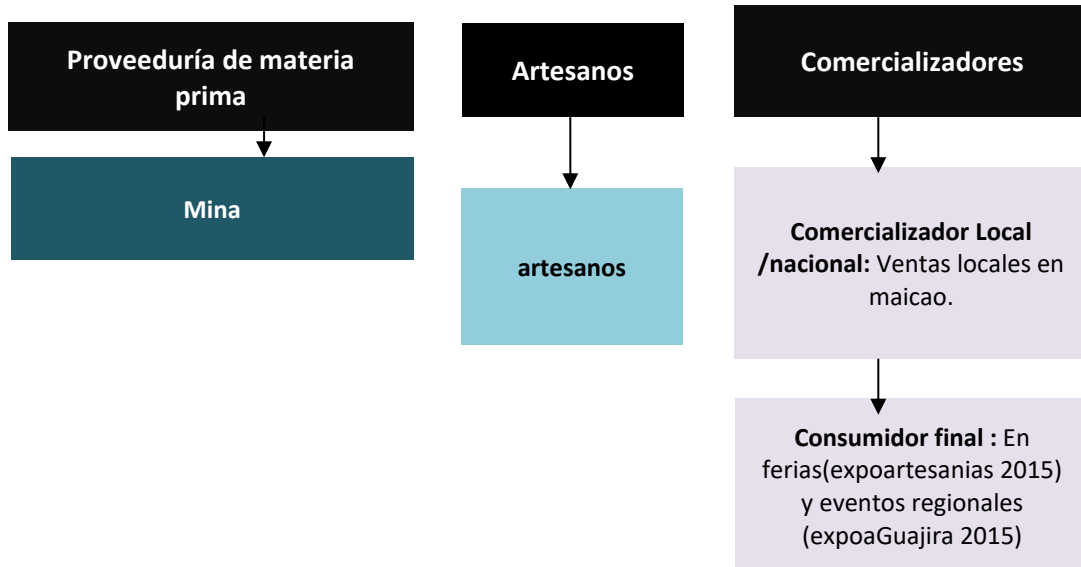 Proveeduría de materia
prima
Mina
Artesanos
artesanos
Comercializadores
Comercializador Local
/nacional: Ventas locales en
maicao.
Consumidor final : En
ferias(expoartesanias 2015)
y eventos regionales
(expoaGuajira 2015)